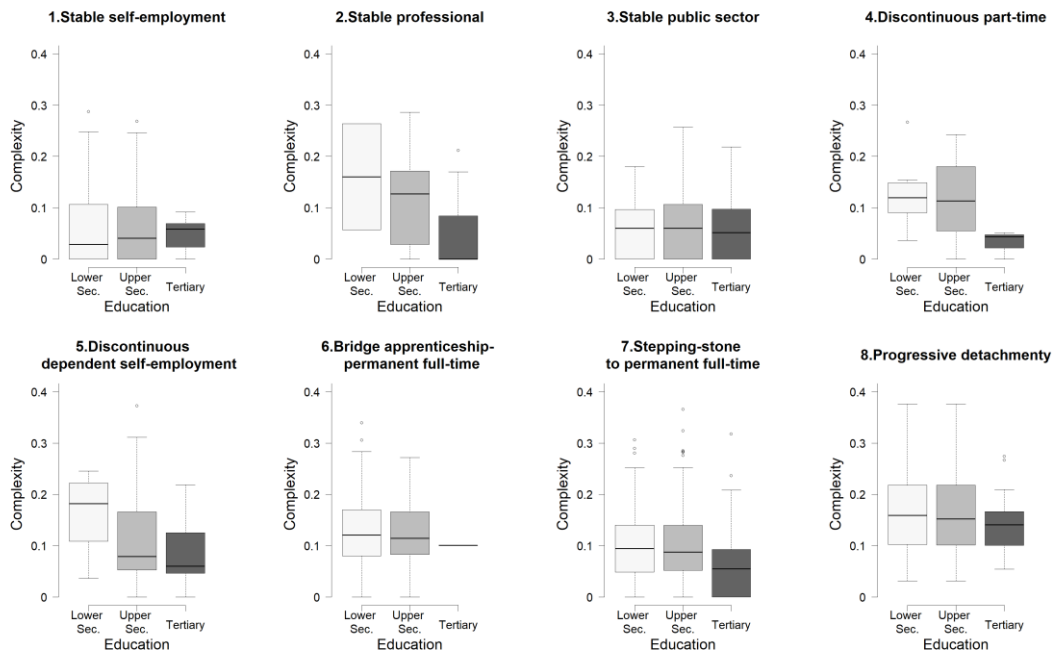 1.Stable self-employment
Complexity
0.4
0.3
0.2
0.1
0
Lower
Sec.
Upper
Sec.
Tertiary
Education
2.Stable professional
Complexity
0.4
0.3
0.2
0.1
0
Lower
Sec.
Upper
Sec.
Tertiary
Education
3.Stable public sector
Complexity
0.4
0.3
0.2
0.1
0
Lower
Sec.
Upper
Sec.
Tertiary
Education
4.Discontinuous part-time
Complexity
0.4
0.3
0.2
0.1
0
Lower
Sec.
Upper
Sec.
Tertiary
Education
5.Discontinuous
dependent self-employment
Complexity
0.4
0.3
0.2
0.1
0
Lower
Sec.
Upper
Sec.
Tertiary
Education
6.Bridge apprenticeship-
permanent full-time
Complexity
0.4
0.3
0.2
0.1
0
Lower
Sec.
Upper
Sec.
Tertiary
Education
7.Stepping-stone
to permanent full-time
Complexity
0.4
0.3
0.2
0.1
0
Lower
Sec.
Upper
Sec.
Tertiary
Education
8.Progressive detachmenty
Complexity
0.4
0.3
0.2
0.1
0
Lower
Sec.
Upper
Sec.
Tertiary
Education